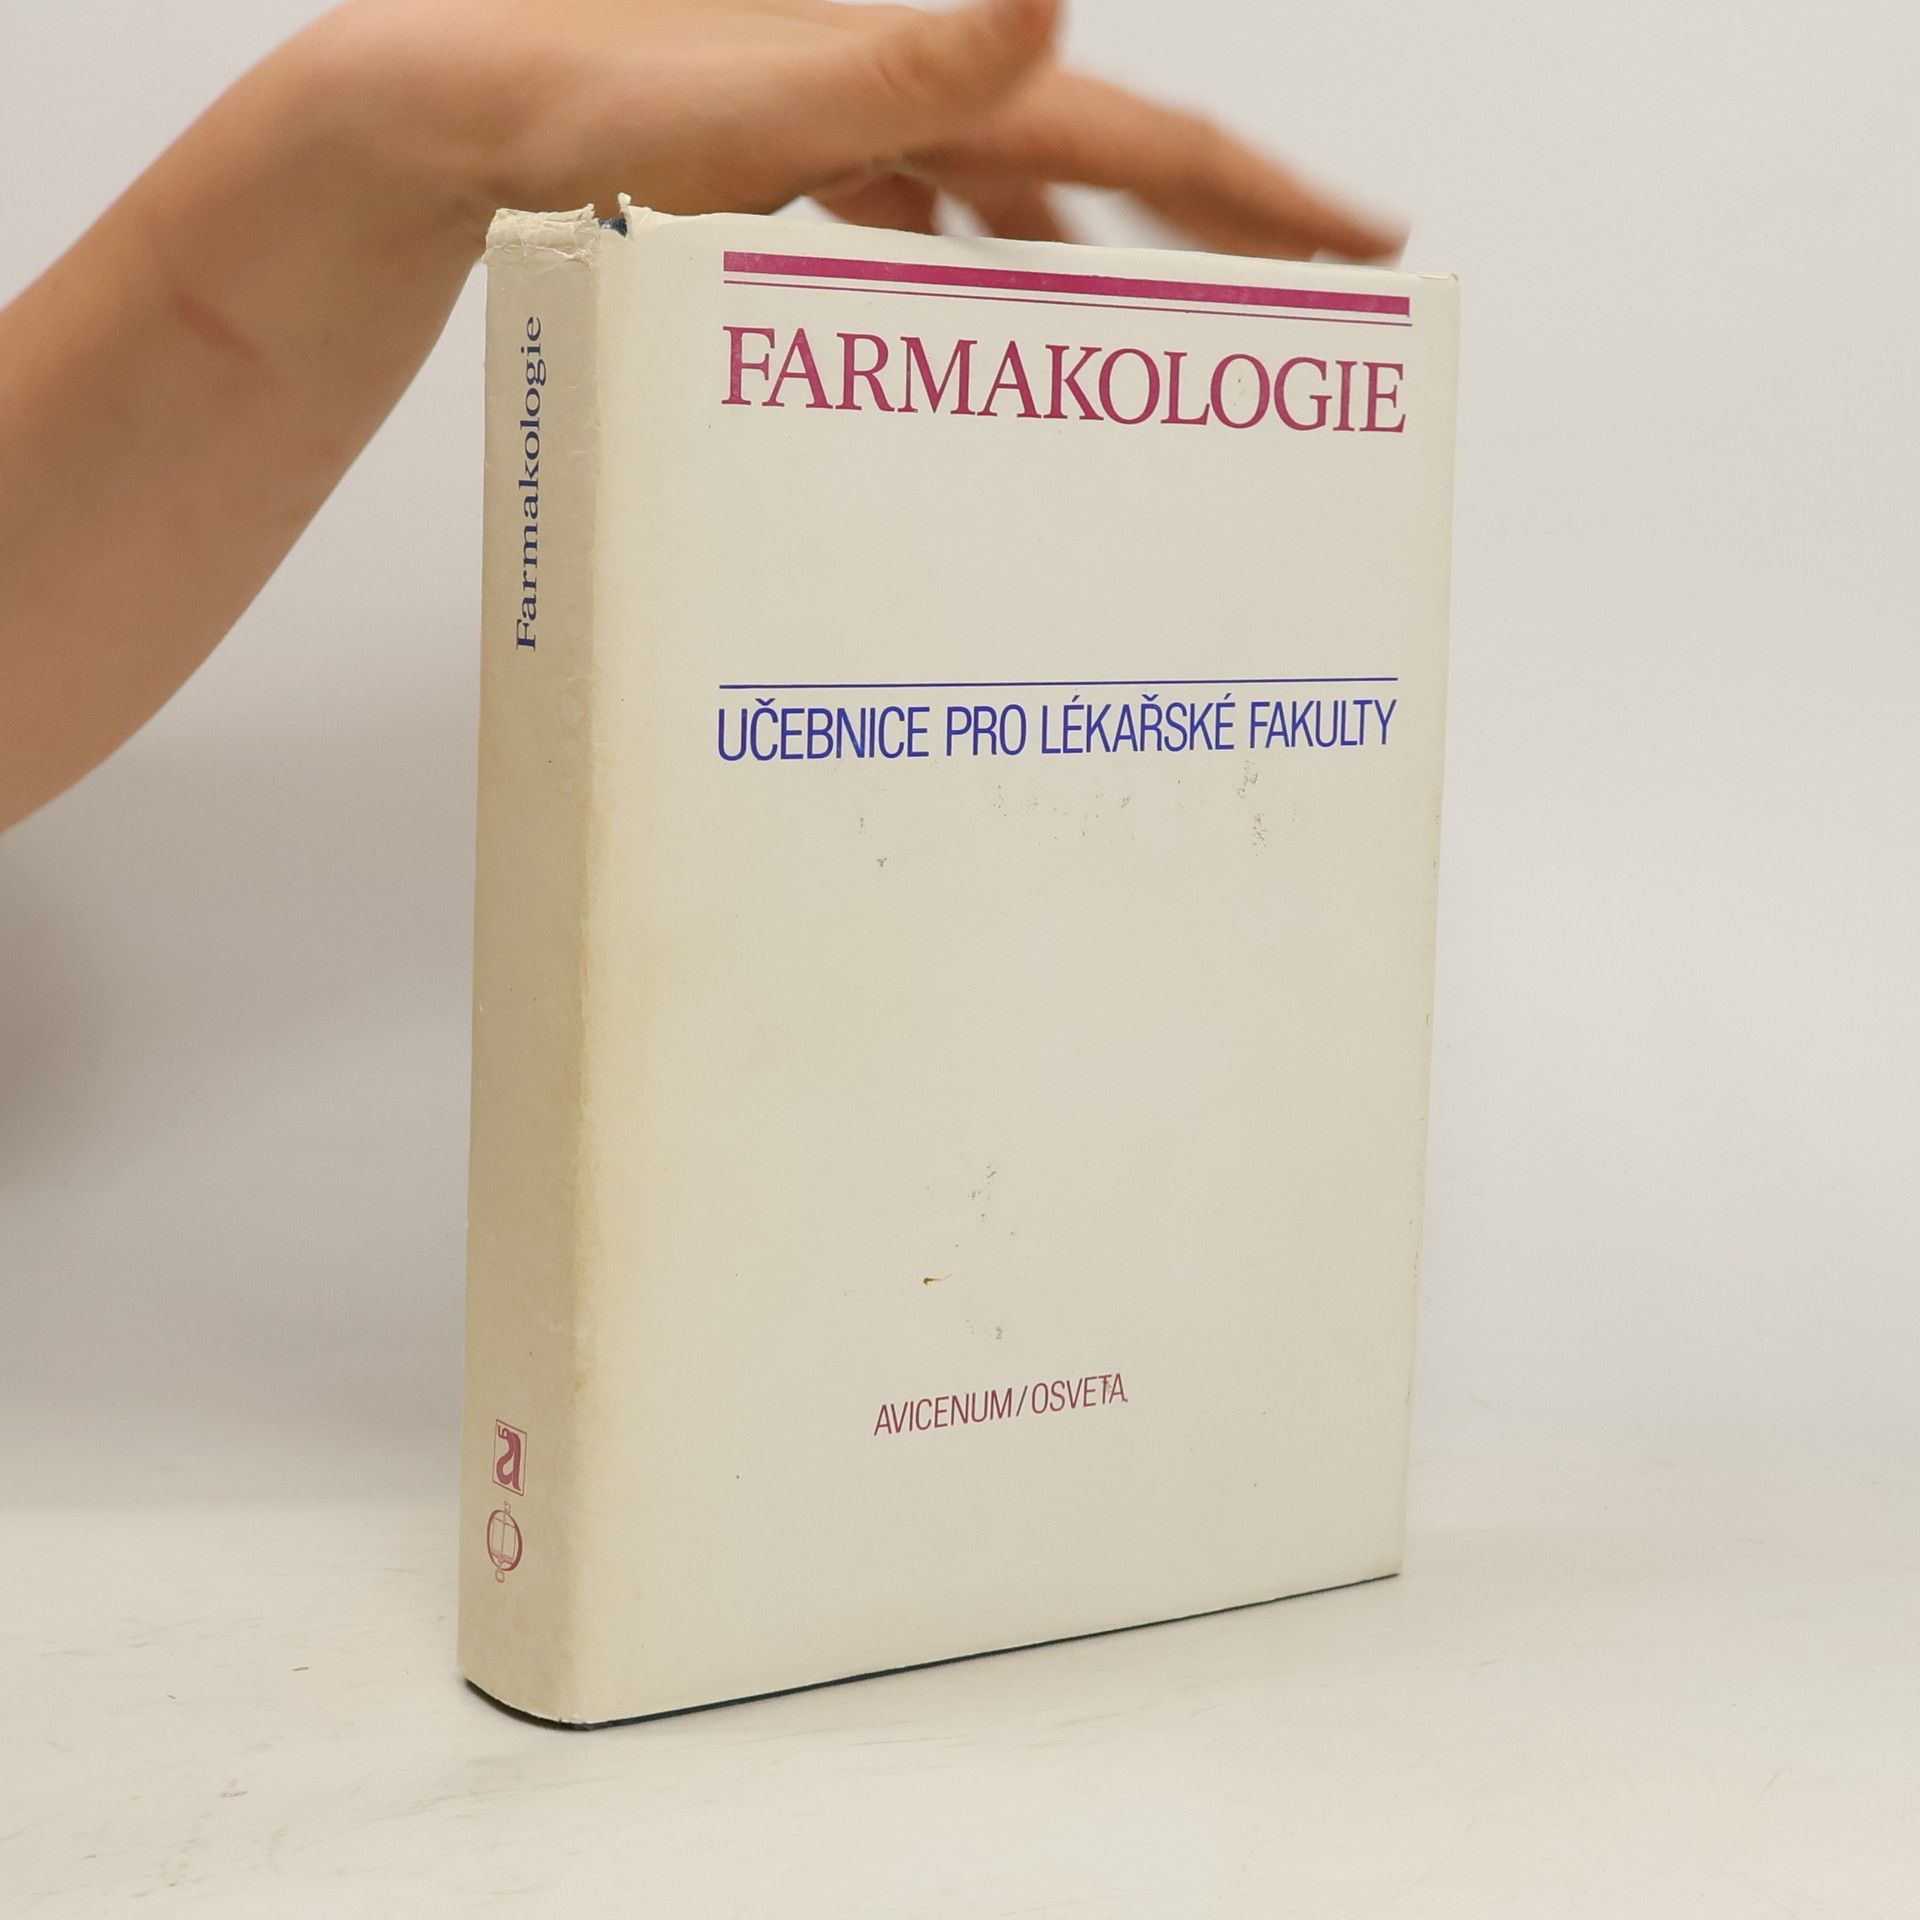 Farmakologie
FARMAKOLOGIE
UČEBNICE PRO LÉKAŘSKÉ FAKULTY
AVICENUM/OSVETA
a